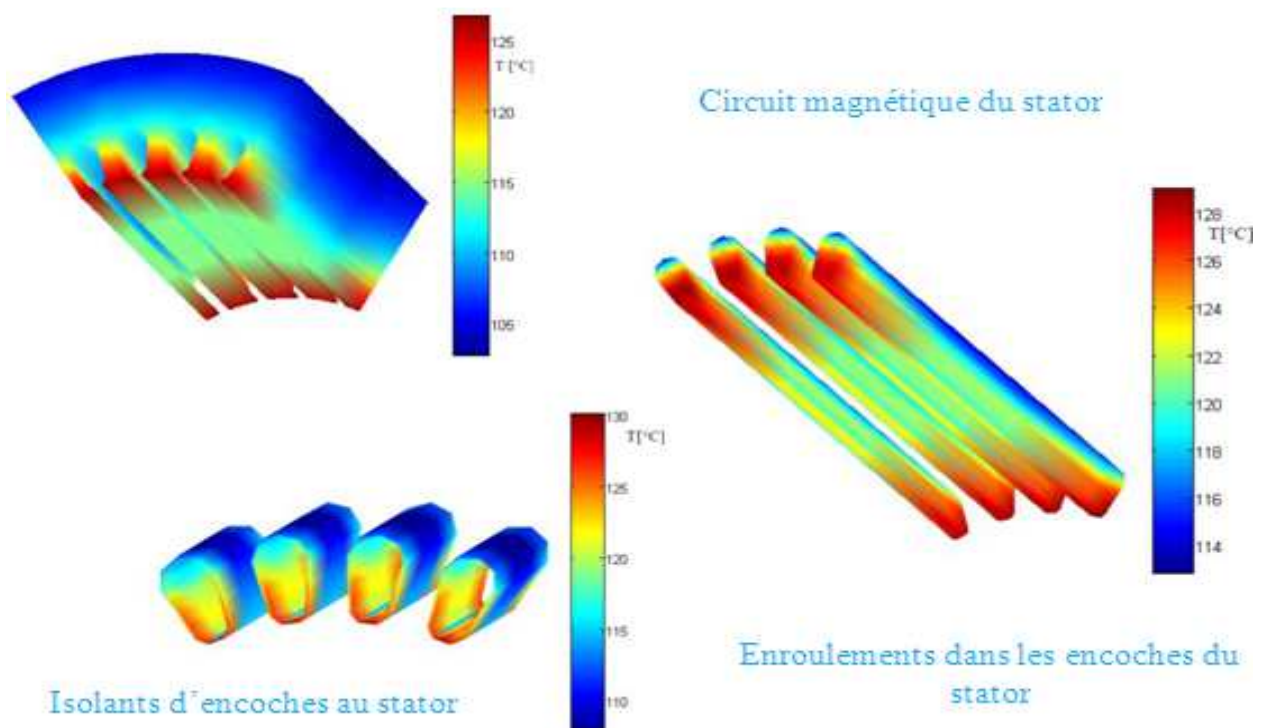 125
T [°C]
120
115
110
105
Circuit magnétique du stator
128
T[°C]
126
124
122
120
118
116
114
130
T[°C]
125
120
115
110
Isolants d'encoches au stator
Enroulements dans les encoches du
stator